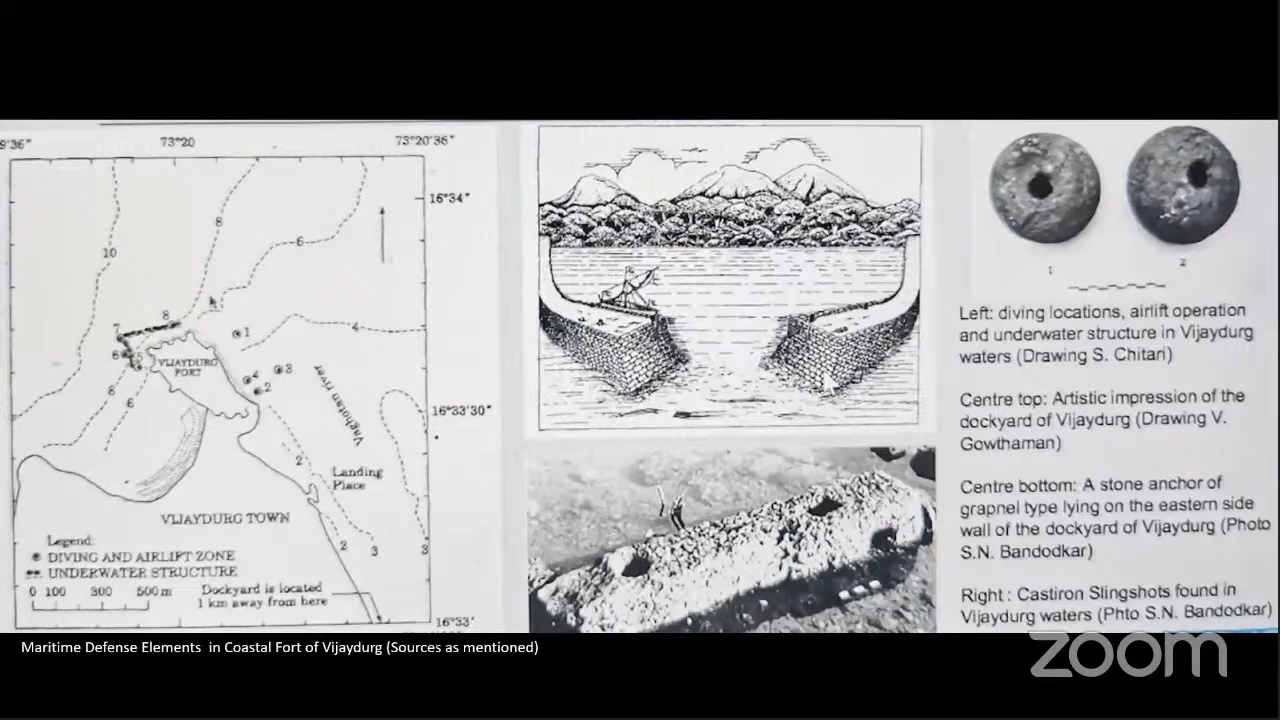 9'36"
73°20
73°20'36"
16°34'
10
8
6
4
7
8
6
5
1
VIJAYDURG
FORT
4
3
2
8
6
Vaghotan river
16°33'30"
2
Landing
Place
VIJAYDURG TOWN
2
3
3
Legend:
DIVING AND AIRLIFT ZONE
UNDERWATER STRUCTURE
0 100 300 500 m
Dockyard is located
1 km away from here
16°33'
1
2
Left: diving locations, airlift operation
and underwater structure in Vijaydurg
waters (Drawing S. Chitari)
Centre top: Artistic impression of the
dockyard of Vijaydurg (Drawing V.
Gowthaman)
Centre bottom: A stone anchor of
grapnel type lying on the eastern side
wall of the dockyard of Vijaydurg (Photo
S.N. Bandodkar)
Right : Castiron Slingshots found in
Vijaydurg waters (Phto S.N. Bandodkar)
Maritime Defense Elements in Coastal Fort of Vijaydurg (Sources as mentioned)
zoom